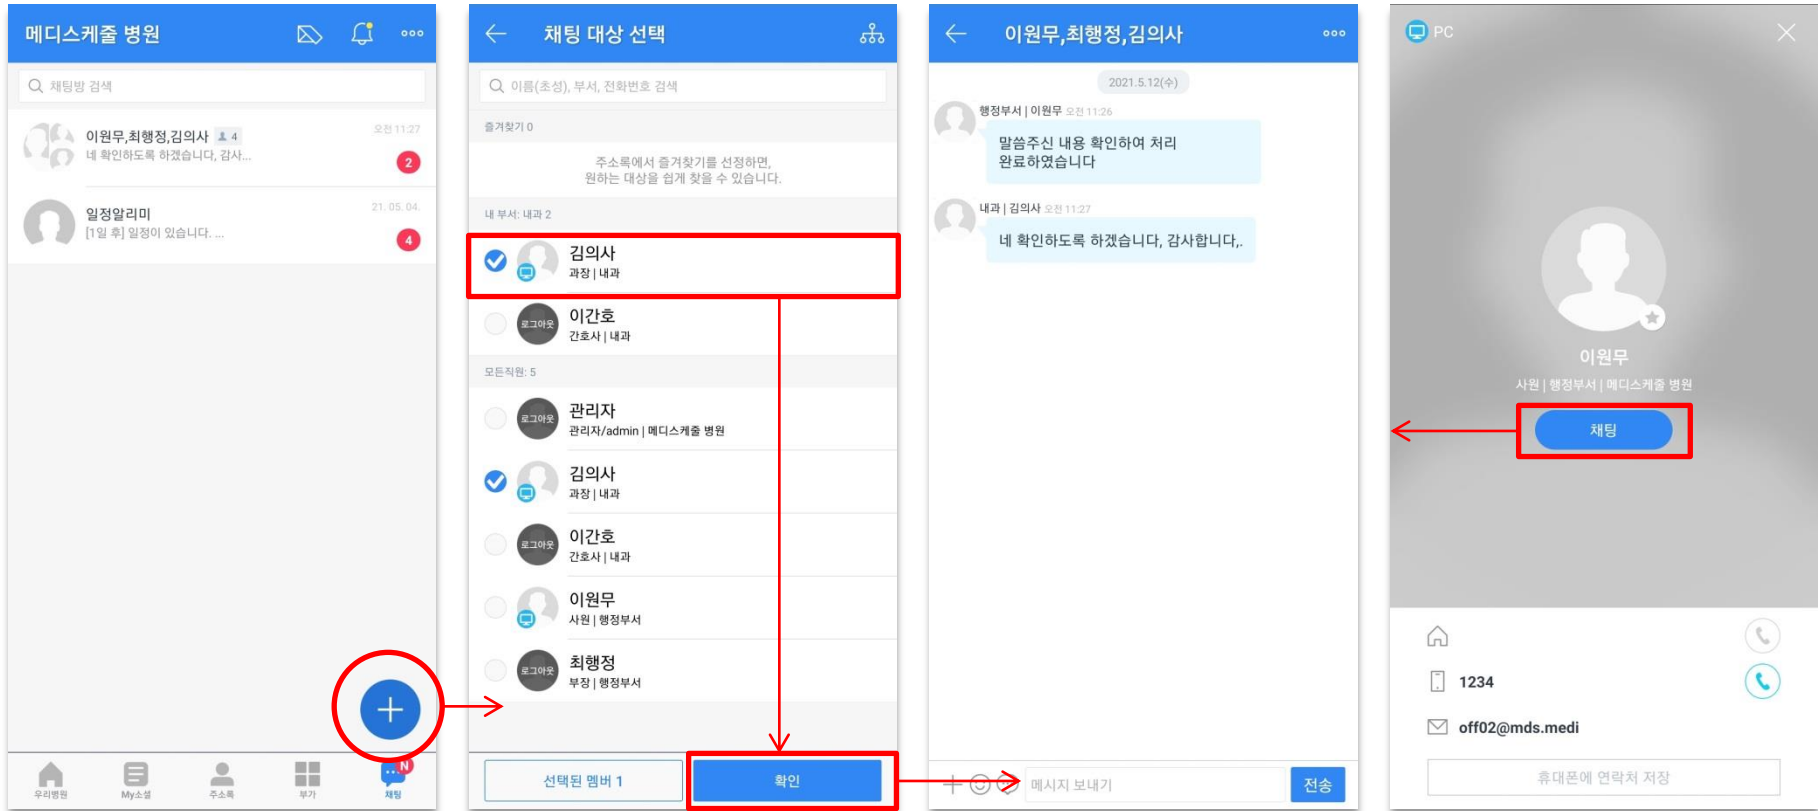 메디스케줄 병원
채팅방 검색
이원무,최행정,김의사 4
오전 11:27
네 확인하도록 하겠습니다, 감사...
2
일정알리미
21. 05. 04.
[1일 후] 일정이 있습니다. ...
4
우리병원
My소셜
주소록
부가
채팅
N
채팅 대상 선택
이름(초성), 부서, 전화번호 검색
즐겨찾기 0
주소록에서 즐겨찾기를 선정하면,
원하는 대상을 쉽게 찾을 수 있습니다.
내 부서: 내과 2
김의사
과장 | 내과
로그아웃
이간호
간호사 | 내과
모든직원: 5
로그아웃
관리자
관리자/admin | 메디스케줄 병원
김의사
과장 | 내과
로그아웃
이간호
간호사 | 내과
이원무
사원 | 행정부서
로그아웃
최행정
부장 | 행정부서
선택된 멤버 1
확인
이원무,최행정,김의사
2021.5.12(수)
행정부서 | 이원무 오전 11:26
말씀주신 내용 확인하여 처리
완료하였습니다
내과 | 김의사 오전 11:27
네 확인하도록 하겠습니다, 감사합니다,.
메시지 보내기
전송
PC
이원무
사원 | 행정부서 | 메디스케줄 병원
채팅
1234
off02@mds.medi
휴대폰에 연락처 저장